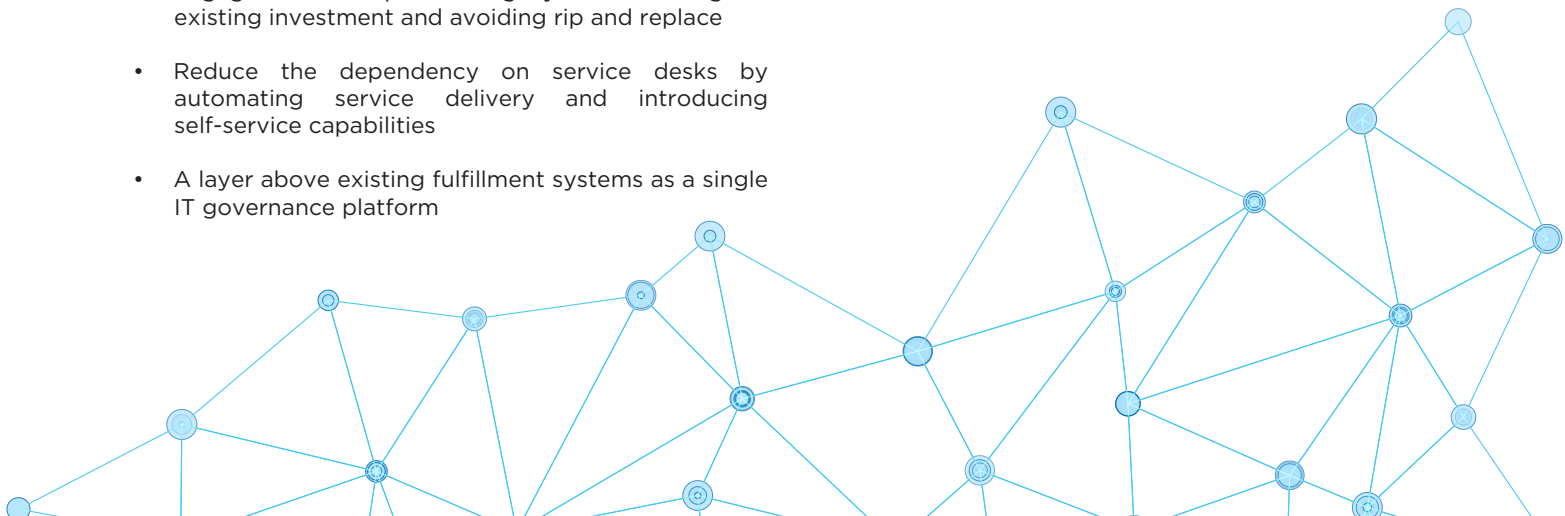 existing investment and avoiding rip and replace
• Reduce the dependency on service desks by
automating service delivery and introducing
self-service capabilities
• A layer above existing fulfillment systems as a single
IT governance platform